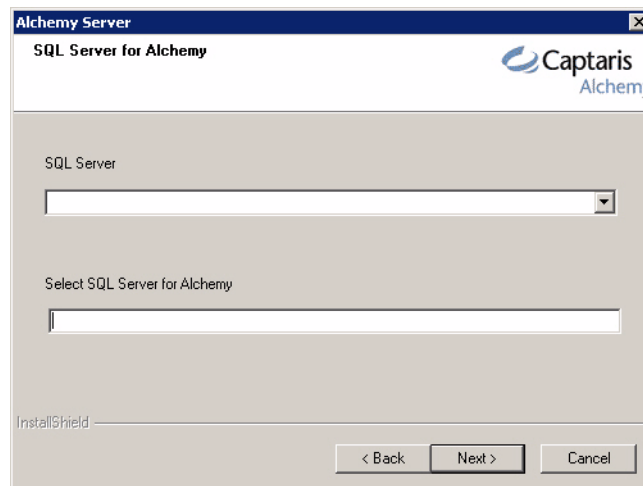 Alchemy Server
SQL Server for Alchemy
Captaris
Alchem
SQL Server
Select SQL Server for Alchemy
InstallShield
< Back
Next >
Cancel